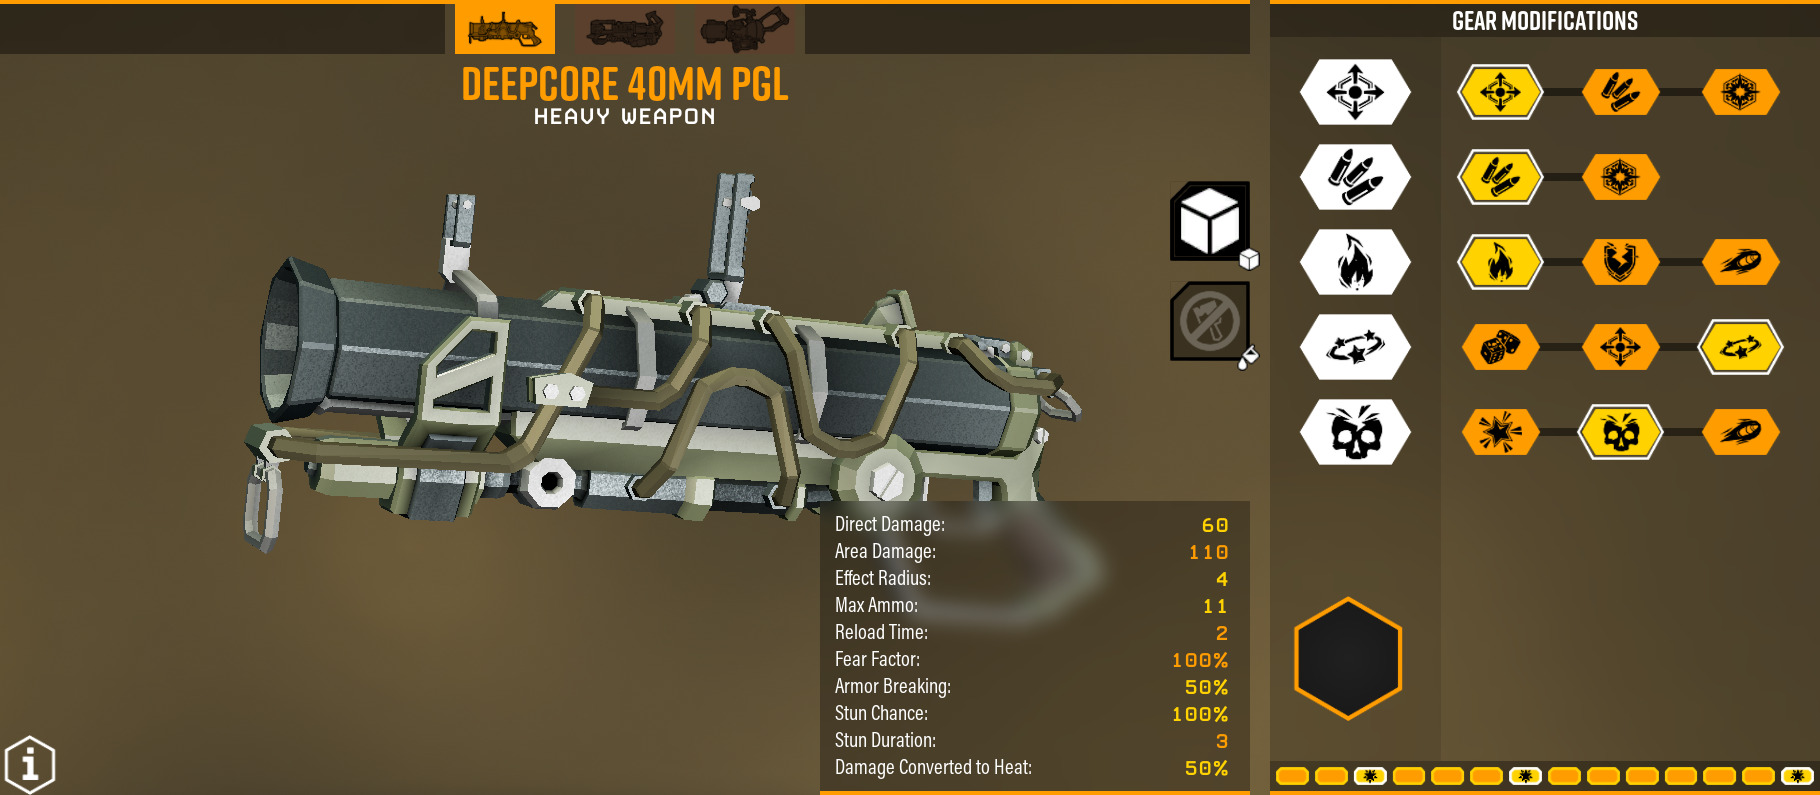 GEAR MODIFICATIONS
DEEPCORE 40MM PGL
HEAVY WEAPON
Direct Damage: 60
Area Damage: 110
Effect Radius: 4
Max Ammo: 11
Reload Time: 2
Fear Factor: 100%
Armor Breaking: 50%
Stun Chance: 100%
Stun Duration: 3
Damage Converted to Heat: 50%